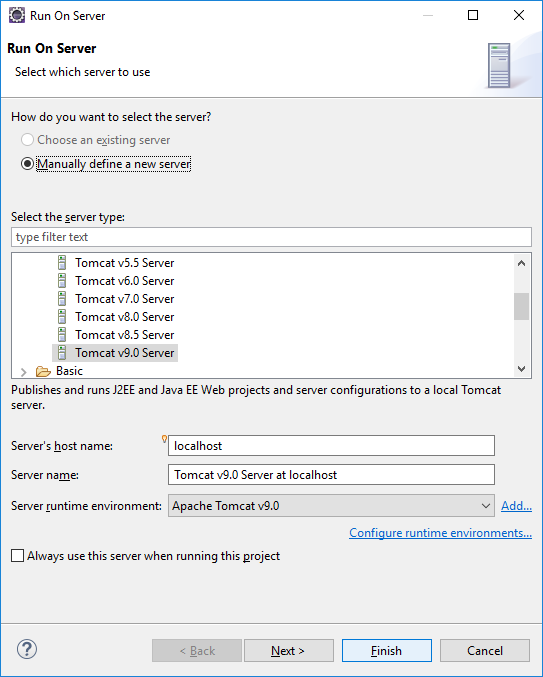 Run On Server
Run On Server
Select which server to use
How do you want to select the server?
Choose an existing server
Manually define a new server
Select the server type:
type filter text
Tomcat v5.5 Server
Tomcat v6.0 Server
Tomcat v7.0 Server
Tomcat v8.0 Server
Tomcat v8.5 Server
Tomcat v9.0 Server
Basic
Publishes and runs J2EE and Java EE Web projects and server configurations to a local Tomcat
server.
Server's host name: localhost
Server name: Tomcat v9.0 Server at localhost
Server runtime environment: Apache Tomcat v9.0 Add...
Configure runtime environments...
Always use this server when running this project
? < Back Next > Finish Cancel